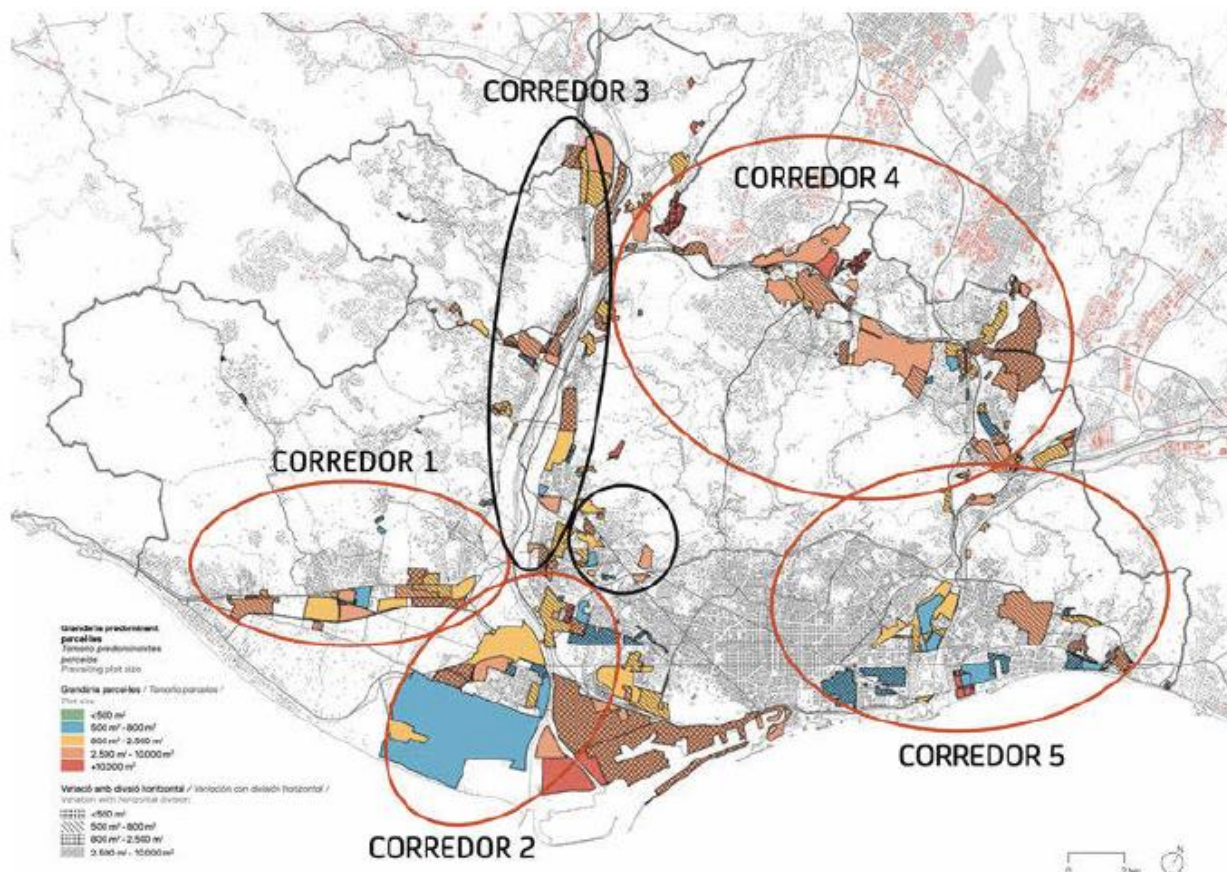 CORREDOR 3
CORREDOR 4
CORREDOR 1
CORREDOR 5
CORREDOR 2
Grandària predominant
parcel·les
Tamaño predominantes
parcelas
Prevailing plot size
Grandària parcel·les / Tamaño parcelas /
Plot size
<500 m²
500 m² - 800 m²
800 m² - 2.500 m²
2.500 m² - 10.000 m²
+10.000 m²
Variació amb divisió horitzontal / Variación con división horizontal /
Variation with horizontal division
<500 m²
500 m² - 800 m²
800 m² - 2.500 m²
2.500 m² - 10.000 m²
N